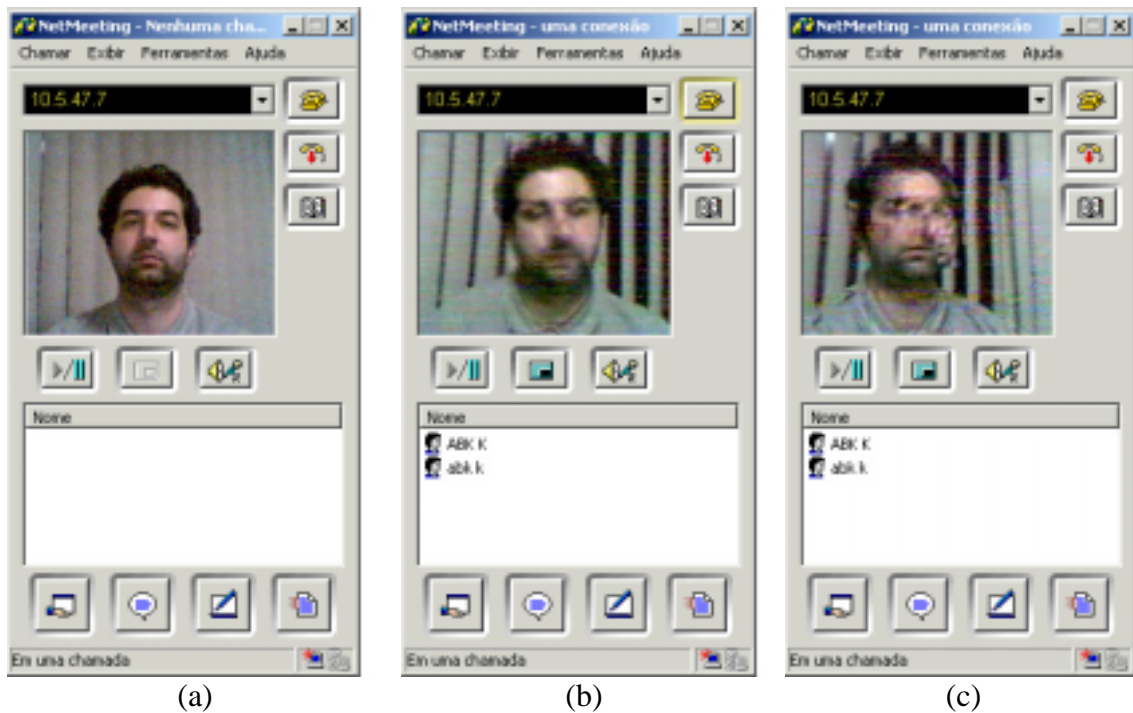 NetMeeting - Nenhuma cha...
Chamar Exibir Ferramentas Ajuda
10.5.47.7
Nome
Em uma chamada
(a)
NetMeeting - uma conexão
Chamar Exibir Ferramentas Ajuda
10.5.47.7
Nome
ABK K
abk k
Em uma chamada
(b)
NetMeeting - uma conexão
Chamar Exibir Ferramentas Ajuda
10.5.47.7
Nome
ABK K
abk k
Em uma chamada
(c)